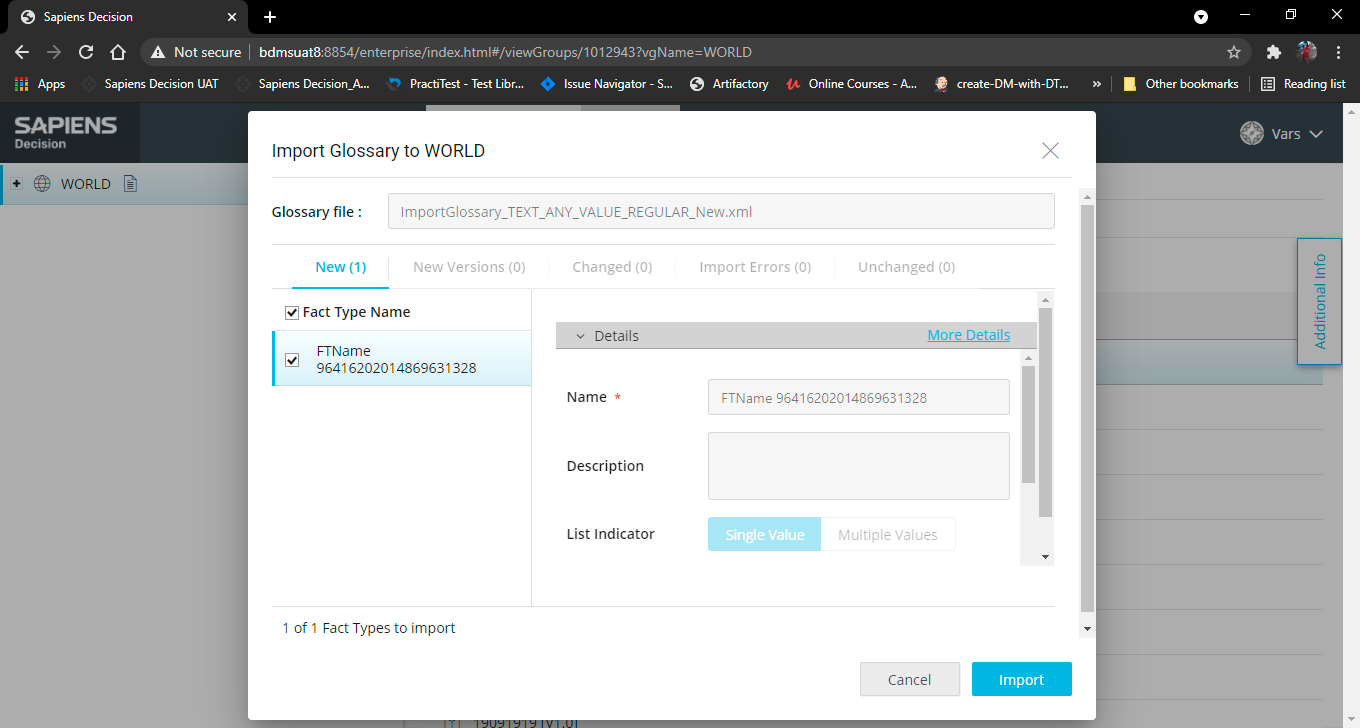 Sapiens Decision
Not secure
bdmsuat8:8854/enterprise/index.html#/viewGroups/1012943?vgName=WORLD
Apps
Sapiens Decision UAT
Sapiens Decision_A...
PractiTest - Test Libr...
Issue Navigator - S...
Artifactory
Online Courses - A...
create-DM-with-DT...
»
Other bookmarks
Reading list
SAPIENS
Decision
Vars
WORLD
Import Glossary to WORLD
Glossary file :
ImportGlossary_TEXT_ANY_VALUE_REGULAR_New.xml
New (1)
New Versions (0)
Changed (0)
Import Errors (0)
Unchanged (0)
Additional Info
Fact Type Name
FTName
96416202014869631328
Details
More Details
Name *
FTName 96416202014869631328
Description
List Indicator
Single Value
Multiple Values
1 of 1 Fact Types to import
Cancel
Import